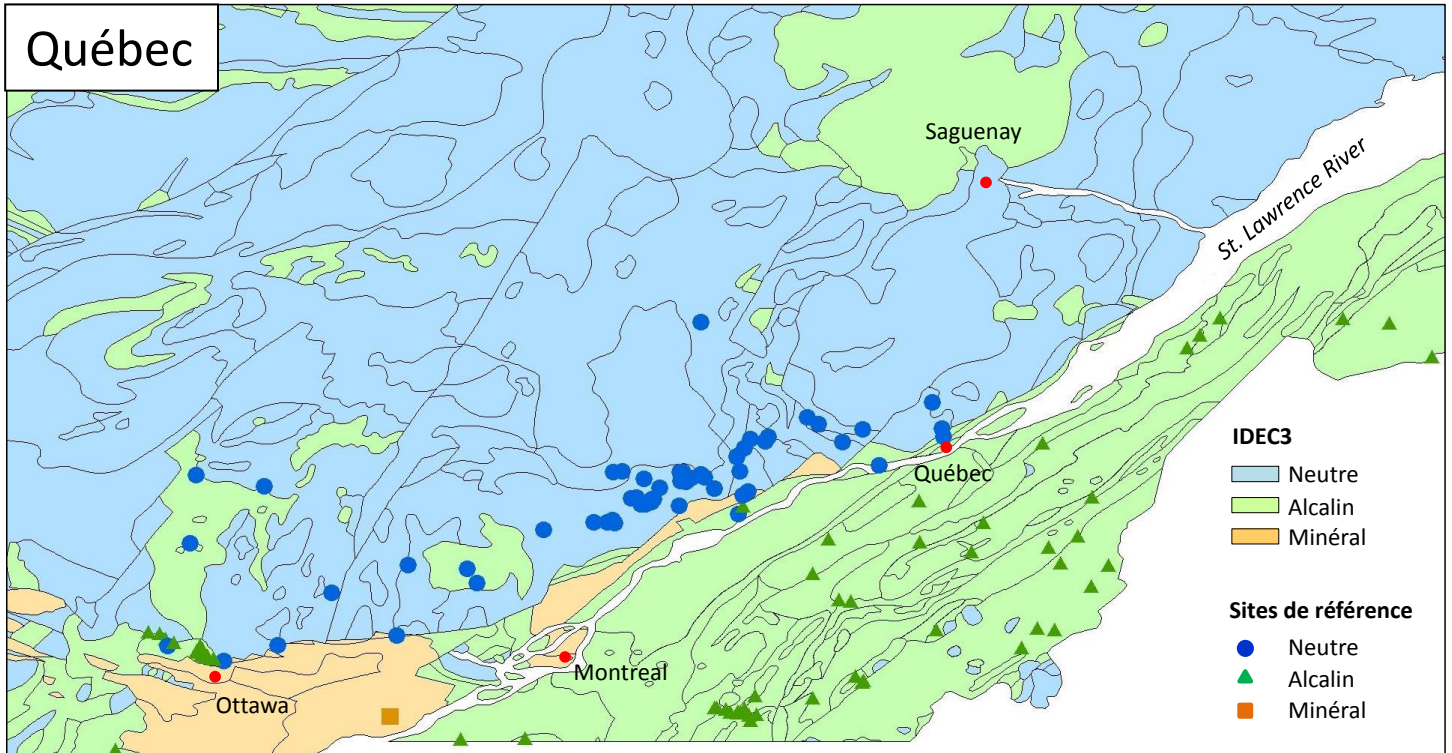 Québec
Saguenay
St. Lawrence River
Québec
Montreal
Ottawa
IDEC3
Neutre
Alcalin
Minéral
Sites de référence
Neutre
Alcalin
Minéral